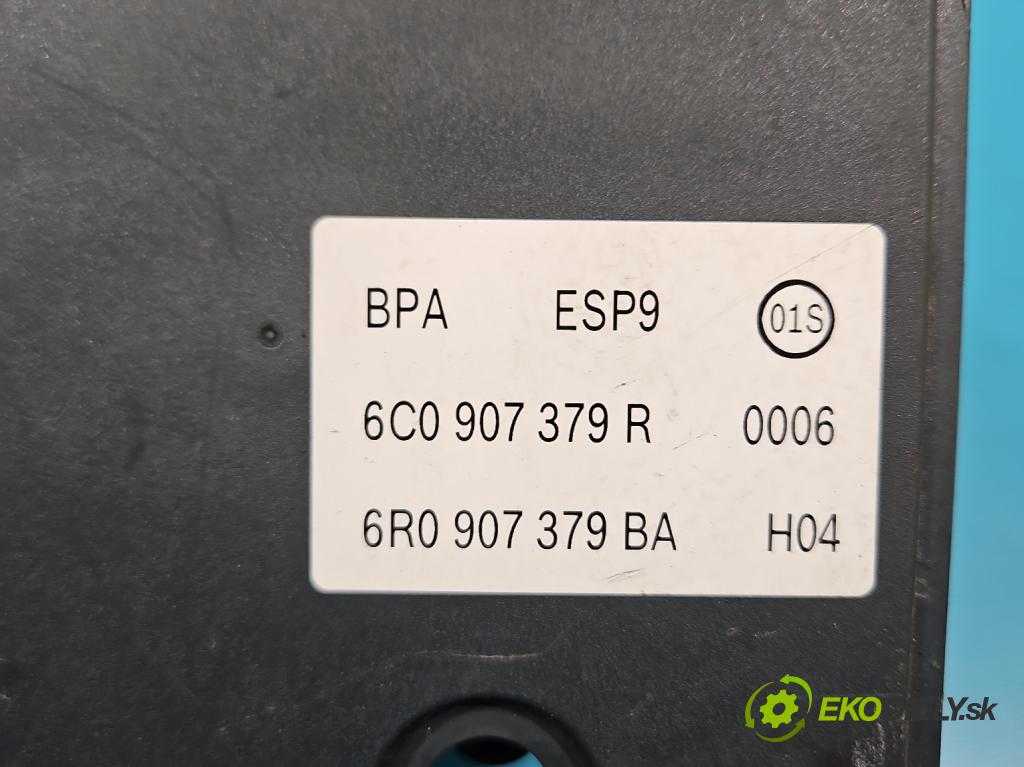 BPA ESP9 01S
6C0 907 379 R 0006
6R0 907 379 BA H04